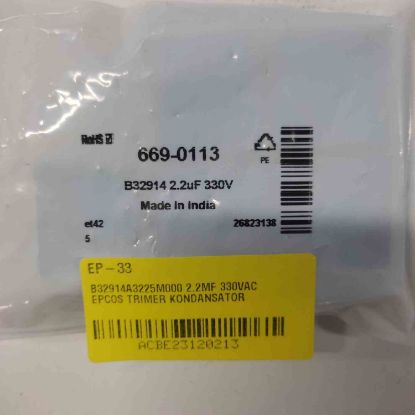 RoHS
669-0113
PE
B32914 2.2uF 330V
Made in India
et42
26823138
5
EP-33
B32914A3225M000 2.2MF 330VAC
EPCOS TRIMER KONDANSATOR
ACBE23120213